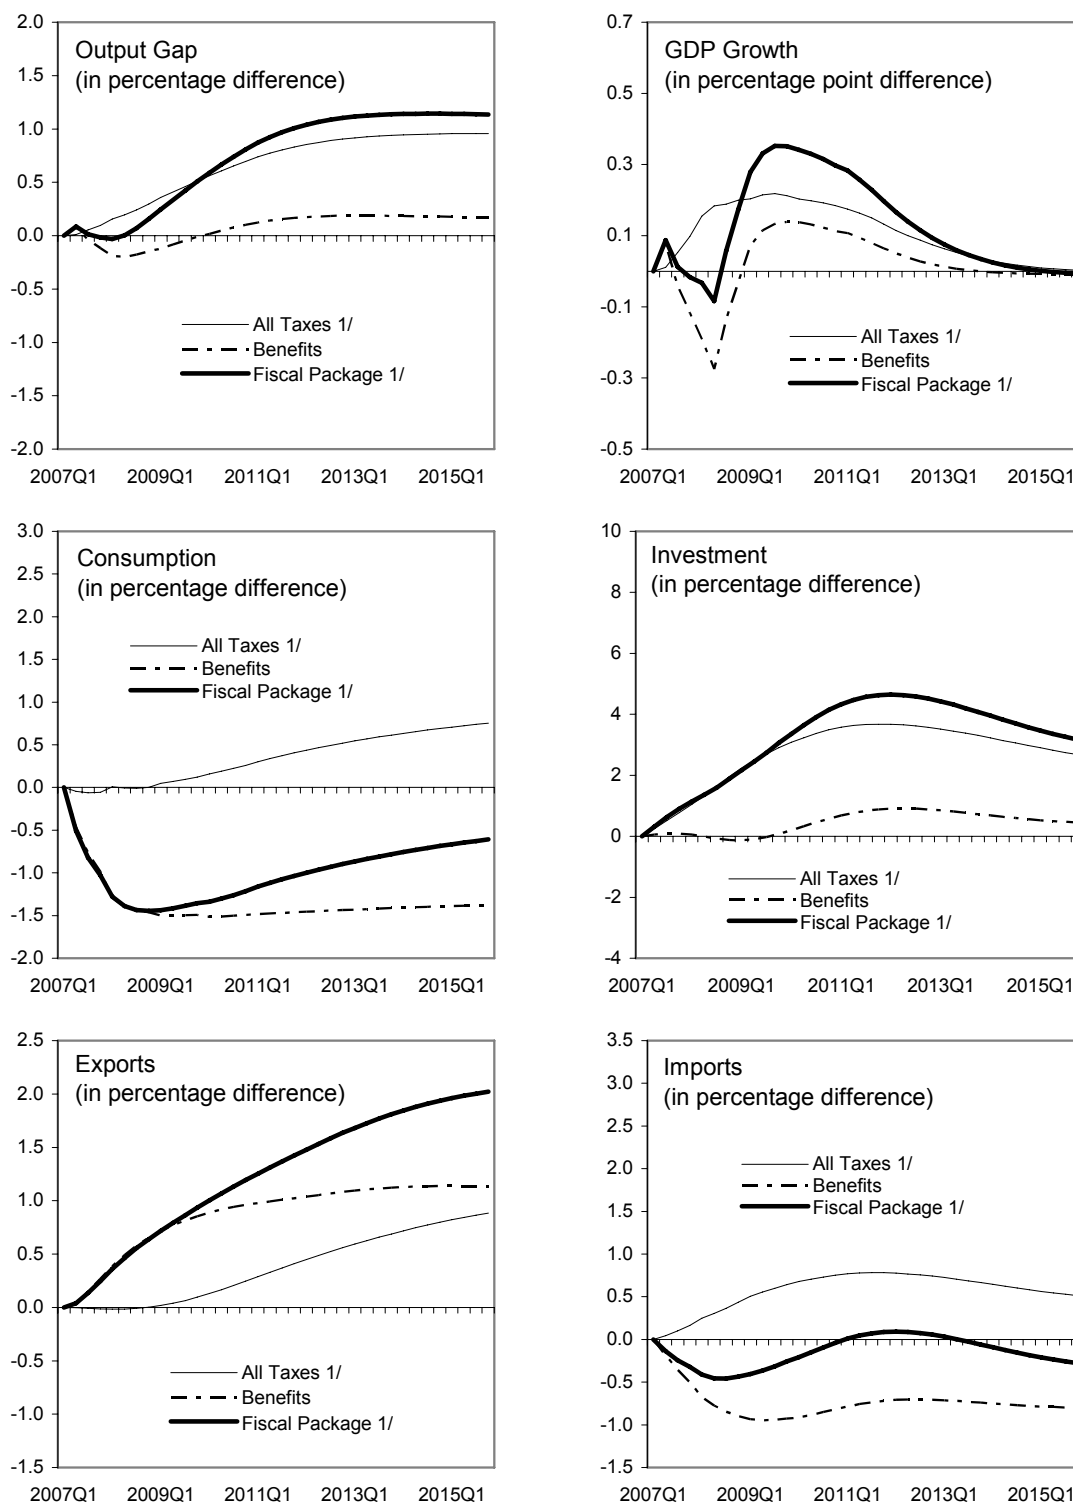 Output Gap
(in percentage difference)
2.0
1.5
1.0
0.5
0.0
-0.5
-1.0
-1.5
-2.0
All Taxes 1/
Benefits
Fiscal Package 1/
2007Q1 2009Q1 2011Q1 2013Q1 2015Q1
GDP Growth
(in percentage point difference)
0.7
0.5
0.3
0.1
-0.1
-0.3
-0.5
All Taxes 1/
Benefits
Fiscal Package 1/
2007Q1 2009Q1 2011Q1 2013Q1 2015Q1
Consumption
(in percentage difference)
3.0
2.5
2.0
1.5
1.0
0.5
0.0
-0.5
-1.0
-1.5
-2.0
All Taxes 1/
Benefits
Fiscal Package 1/
2007Q1 2009Q1 2011Q1 2013Q1 2015Q1
Investment
(in percentage difference)
10
8
6
4
2
0
-2
-4
All Taxes 1/
Benefits
Fiscal Package 1/
2007Q1 2009Q1 2011Q1 2013Q1 2015Q1
Exports
(in percentage difference)
2.5
2.0
1.5
1.0
0.5
0.0
-0.5
-1.0
-1.5
All Taxes 1/
Benefits
Fiscal Package 1/
2007Q1 2009Q1 2011Q1 2013Q1 2015Q1
Imports
(in percentage difference)
3.5
3.0
2.5
2.0
1.5
1.0
0.5
0.0
-0.5
-1.0
-1.5
All Taxes 1/
Benefits
Fiscal Package 1/
2007Q1 2009Q1 2011Q1 2013Q1 2015Q1